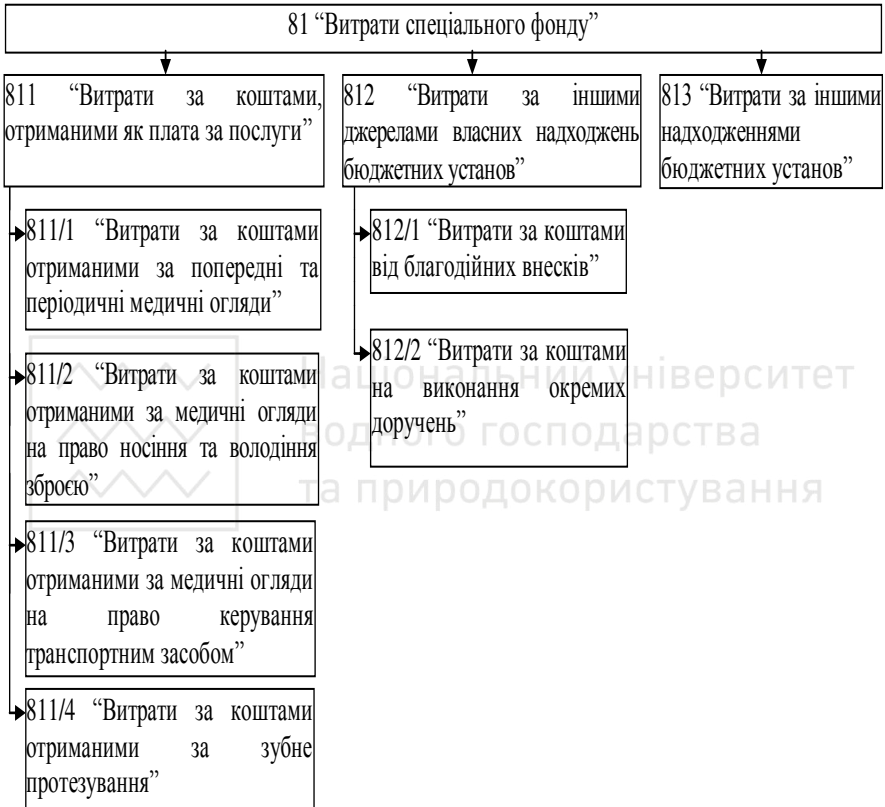 81 “Витрати спеціального фонду”
811 “Витрати за коштами,
отриманими як плата за послуги”
812 “Витрати за іншими
джерелами власних надходжень
бюджетних установ”
813 “Витрати за іншими
надходженнями
бюджетних установ”
811/1 “Витрати за коштами
отриманими за попередні та
періодичні медичні огляди”
811/2 “Витрати за коштами
отриманими за медичні огляди
на право носіння та володіння
зброєю”
811/3 “Витрати за коштами
отриманими за медичні огляди
на право керування
транспортним засобом”
811/4 “Витрати за коштами
отриманими за зубне
протезування”
812/1 “Витрати за коштами
від благодійних внесків”
812/2 “Витрати за коштами
на виконання окремих
доручень”
Національний університет
водного господарства
та природокористування